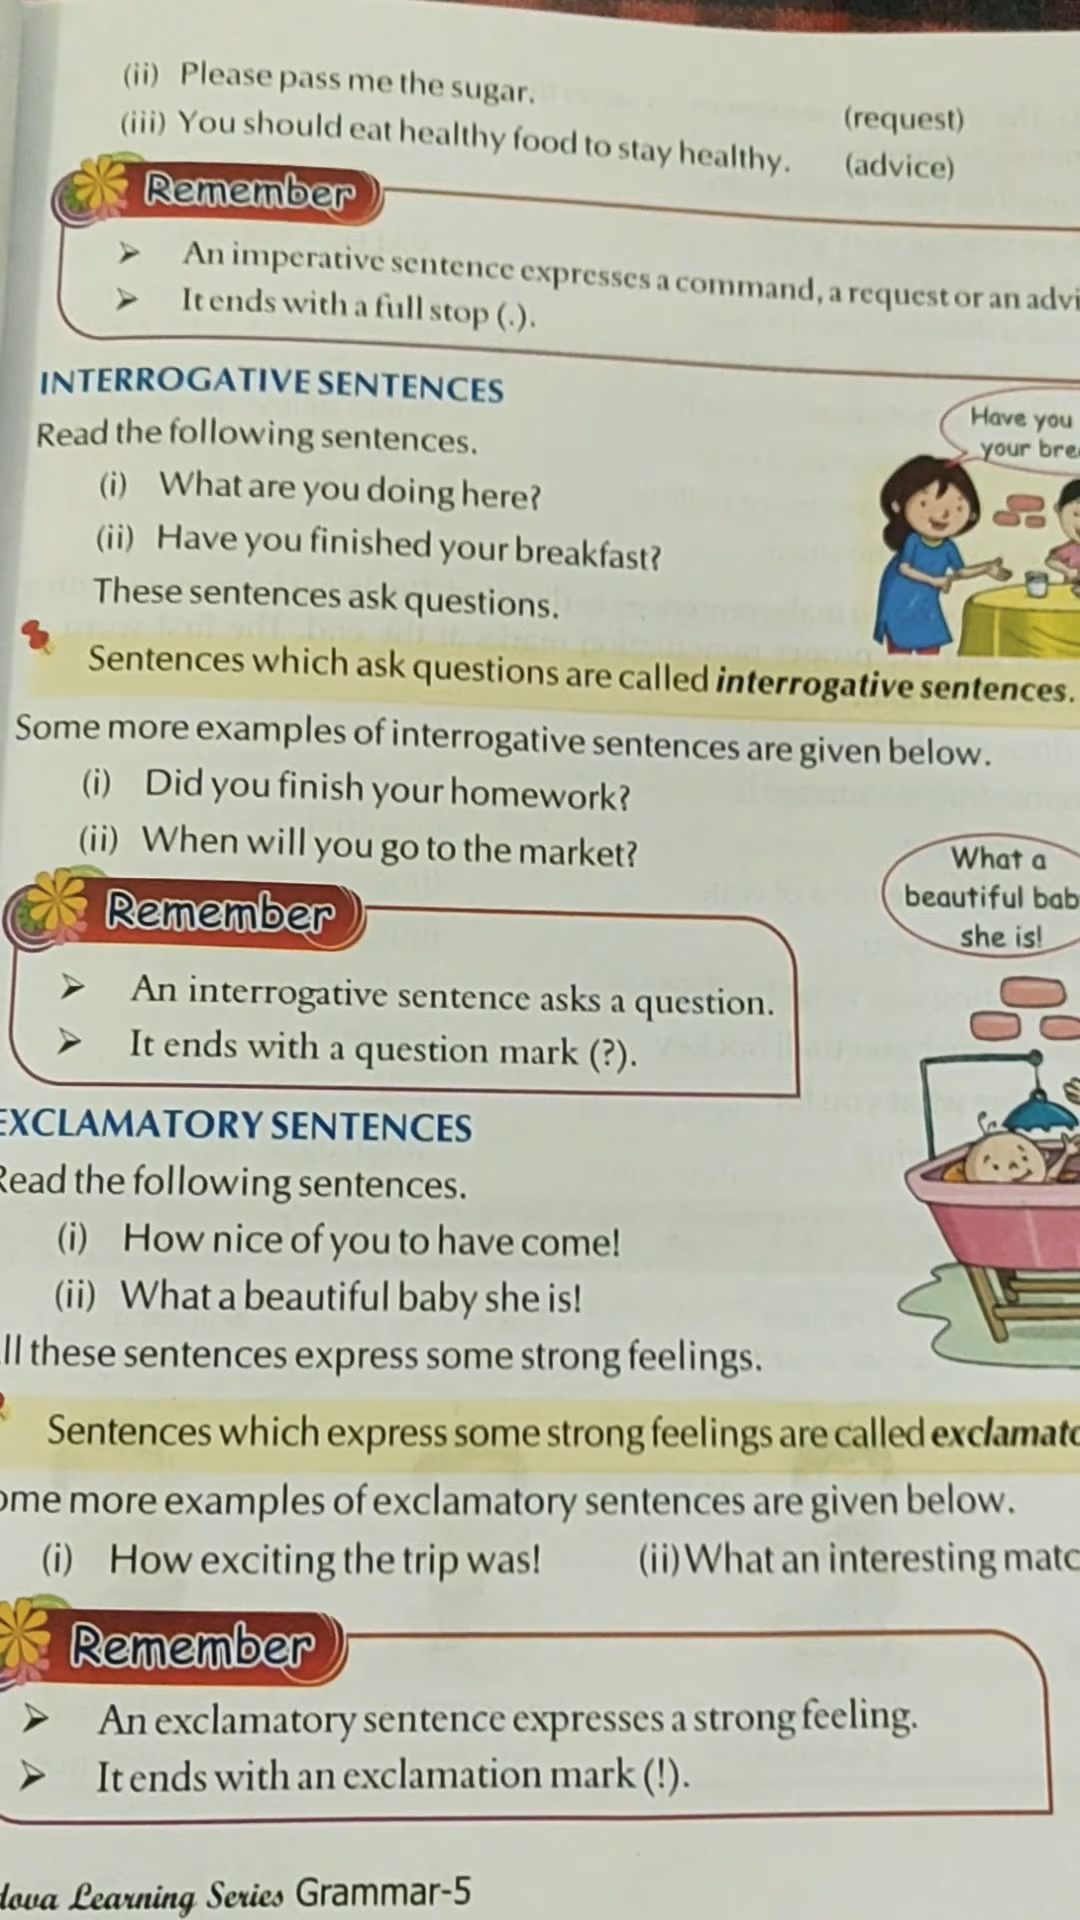 (ii) Please pass me the sugar. (request)
(iii) You should eat healthy food to stay healthy. (advice)
Remember
➢ An imperative sentence expresses a command, a request or an advi
➢ It ends with a full stop (.).
INTERROGATIVE SENTENCES
Read the following sentences.
(i) What are you doing here?
(ii) Have you finished your breakfast?
These sentences ask questions.
Have you
your bre
Sentences which ask questions are called interrogative sentences.
Some more examples of interrogative sentences are given below.
(i) Did you finish your homework?
(ii) When will you go to the market?
Remember
➢ An interrogative sentence asks a question.
➢ It ends with a question mark (?).
What a
beautiful bab
she is!
EXCLAMATORY SENTENCES
Read the following sentences.
(i) How nice of you to have come!
(ii) What a beautiful baby she is!
ll these sentences express some strong feelings.
Sentences which express some strong feelings are called exclamato
ome more examples of exclamatory sentences are given below.
(i) How exciting the trip was! (ii) What an interesting matc
Remember
➢ An exclamatory sentence expresses a strong feeling.
➢ It ends with an exclamation mark (!).
dova Learning Series Grammar-5